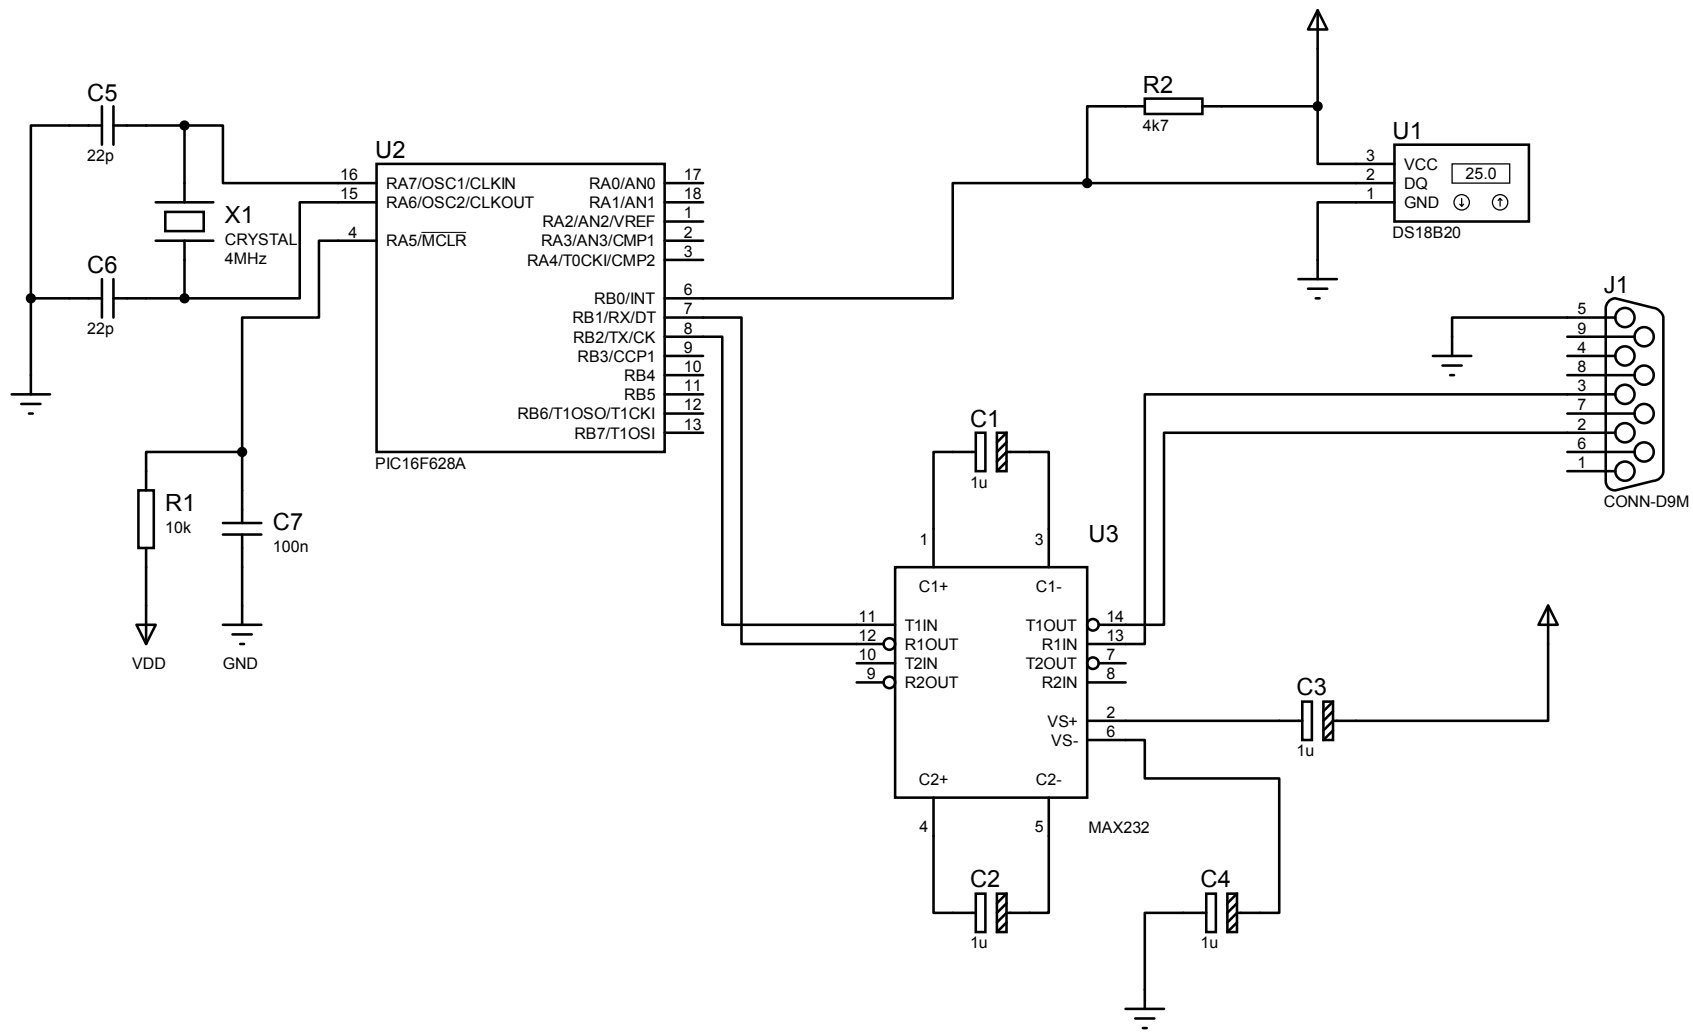 C5
22p
X1
CRYSTAL
4MHz
C6
22p
R1
10k
C7
100n
VDD
GND
U2
16
RA7/OSC1/CLKIN
15
RA6/OSC2/CLKOUT
4
RA5/MCLR
RA0/AN0
17
RA1/AN1
18
RA2/AN2/VREF
1
RA3/AN3/CMP1
2
RA4/T0CKI/CMP2
3
RB0/INT
6
RB1/RX/DT
7
RB2/TX/CK
8
RB3/CCP1
9
RB4
10
RB5
11
RB6/T1OSO/T1CKI
12
RB7/T1OSI
13
PIC16F628A
R2
4k7
U1
3
VCC
2
DQ
1
GND
25.0
DS18B20
J1
5
9
4
8
3
7
2
6
1
CONN-D9M
C1
1u
1
3
U3
C1+
C1-
11
T1IN
T1OUT
14
12
R1OUT
R1IN
13
10
T2IN
T2OUT
7
9
R2OUT
R2IN
8
VS+
2
VS-
6
C2+
C2-
4
5
MAX232
C2
1u
C3
1u
C4
1u